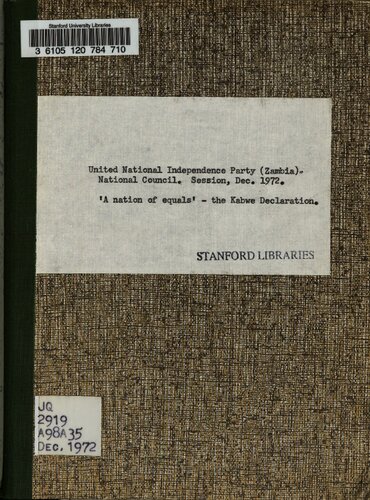 Stanford University Libraries
3 6105 120 784 710
United National Independence Party (Zambia).
National Council. Session, Dec. 1972.
'A nation of equals' - the Kabwe Declaration.
STANFORD LIBRARIES
JQ
2919
A98A35
DEC. 1972